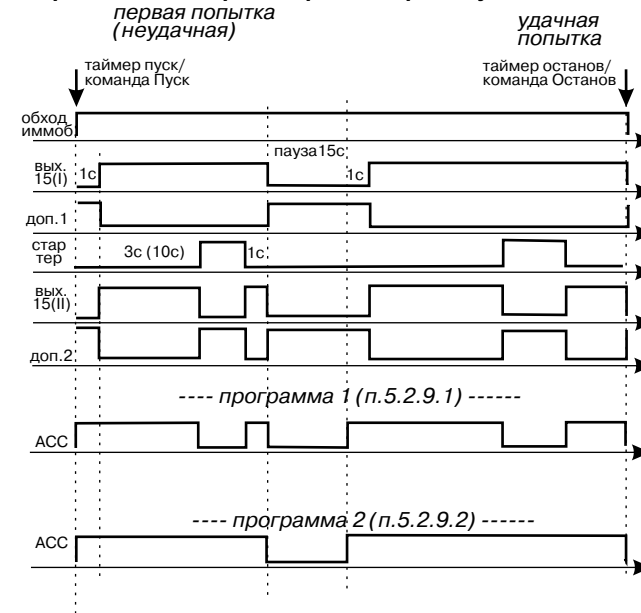 первая попытка
(неудачная)
удачная
попытка
таймер пуск/
команда Пуск
таймер останов/
команда Останов
обход
иммоб.
пауза15с
вых.
15(I)
1с
1с
доп.1
стар
тер
3с (10с)
1с
вых.
15(II)
доп.2
---- программа 1 (п.5.2.9.1) ------
АСС
---- программа 2 (п.5.2.9.2) ------
АСС